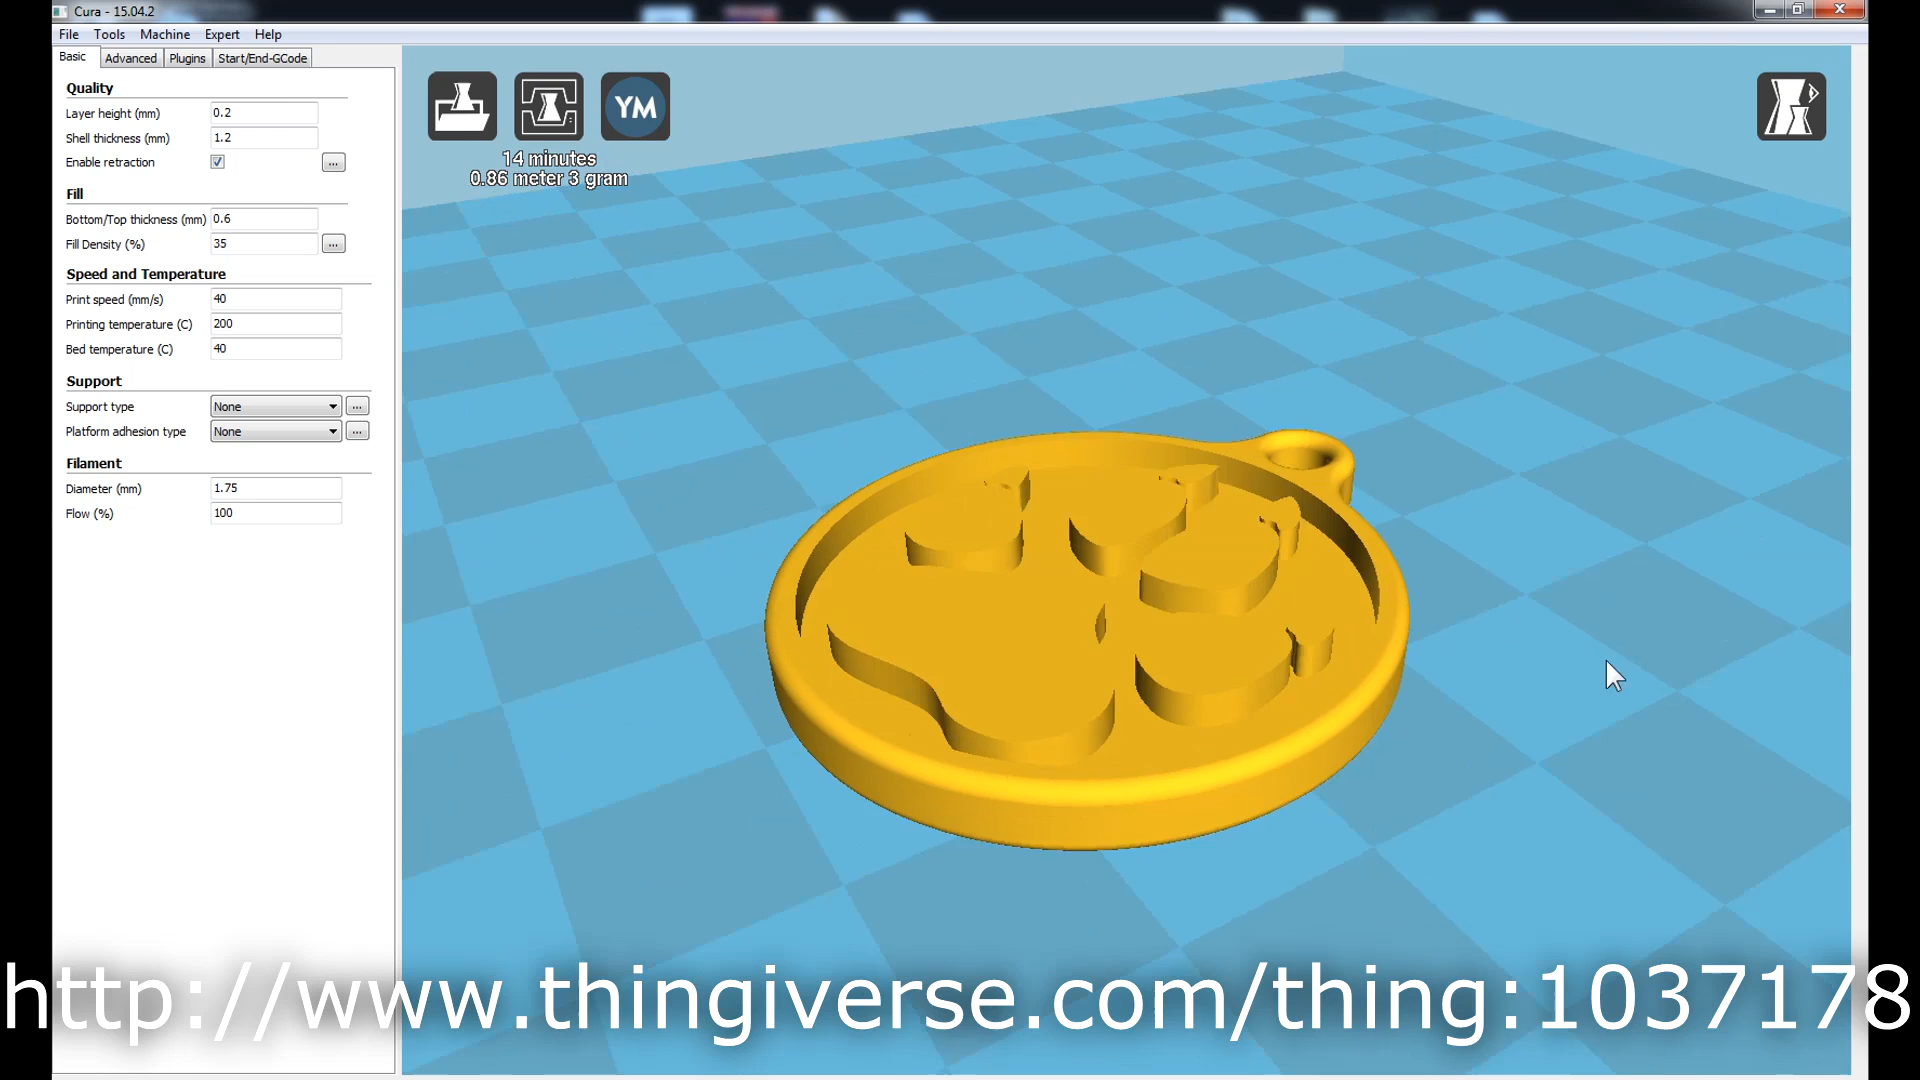 Cura - 15.04.2
File Tools Machine Expert Help
Basic Advanced Plugins Start/End-GCode
Quality
Layer height (mm) 0.2
Shell thickness (mm) 1.2
Enable retraction ...
Fill
Bottom/Top thickness (mm) 0.6
Fill Density (%) 35 ...
Speed and Temperature
Print speed (mm/s) 40
Printing temperature (C) 200
Bed temperature (C) 40
Support
Support type None ...
Platform adhesion type None ...
Filament
Diameter (mm) 1.75
Flow (%) 100
YM
14 minutes
0.86 meter 3 gram
http://www.thingiverse.com/thing:1037178